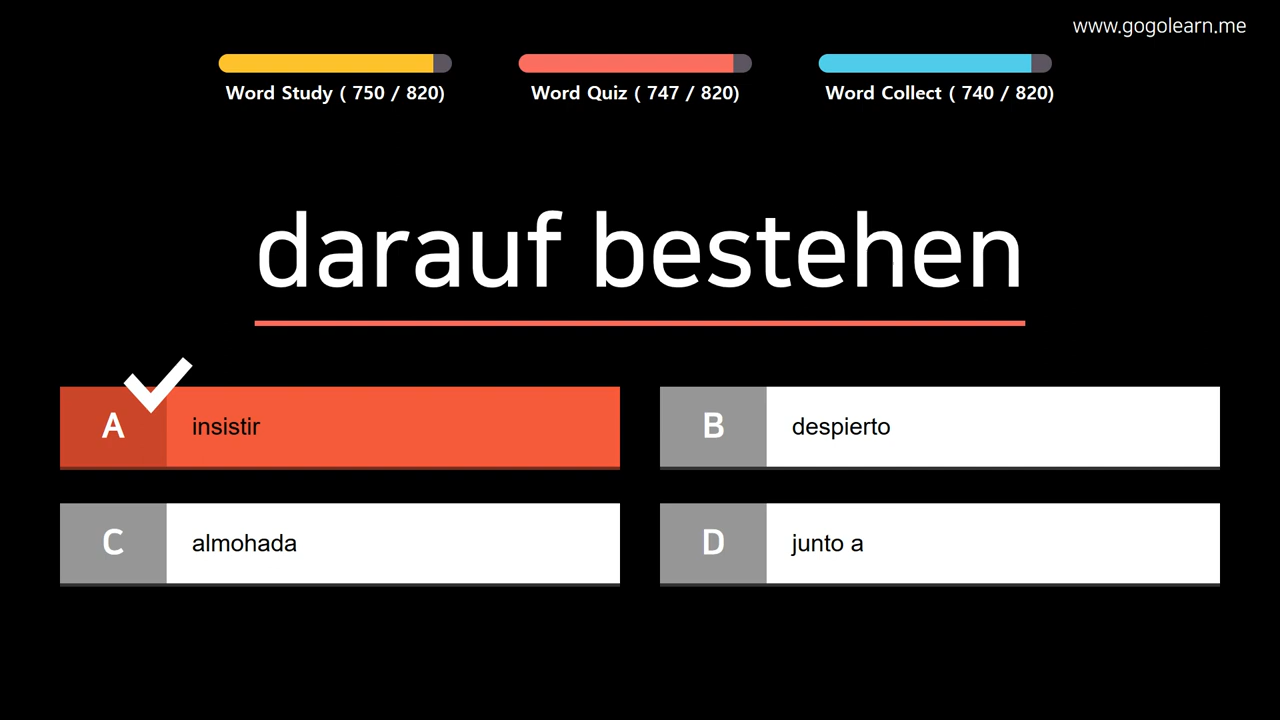 www.gogolearn.me
Word Study ( 750 / 820)
Word Quiz ( 747 / 820)
Word Collect ( 740 / 820)
darauf bestehen
A insistir
B despierto
C almohada
D junto a